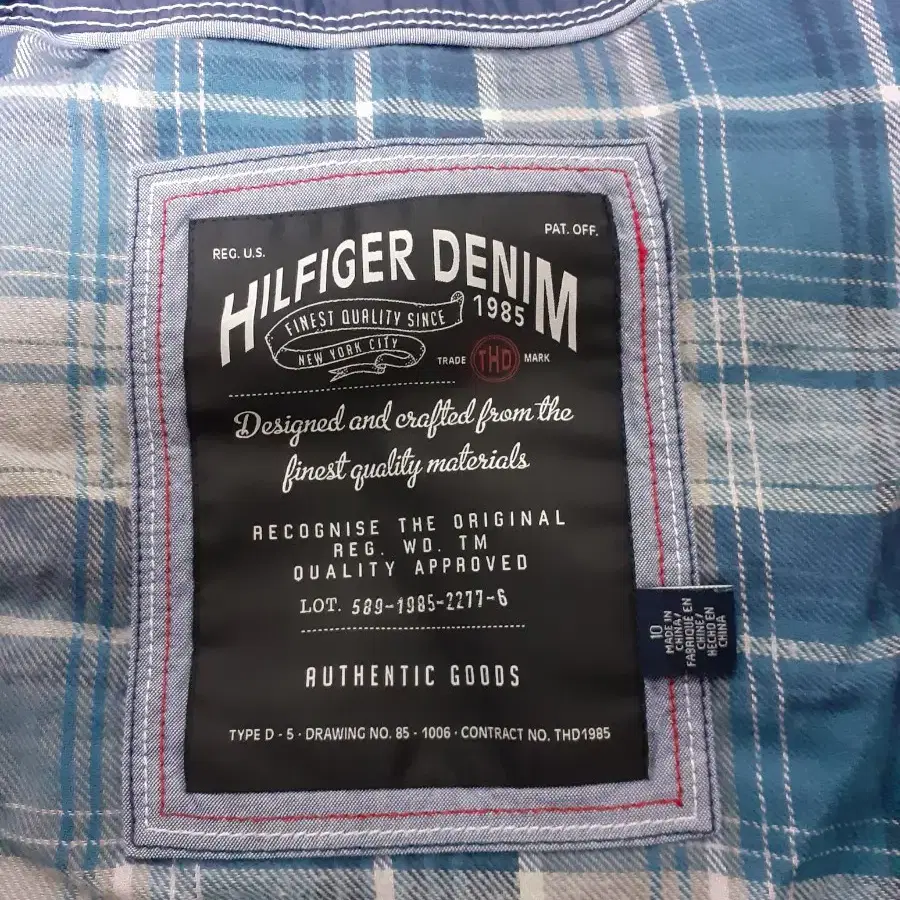 REG. U.S.
PAT. OFF.
HILFIGER DENIM
FINEST QUALITY SINCE
1985
NEW YORK CITY
TRADE THD MARK
Designed and crafted from the
finest quality materials
RECOGNISE THE ORIGINAL
REG. WD. TM
QUALITY APPROVED
LOT. 589-1985-2277-6
AUTHENTIC GOODS
TYPE D - 5 · DRAWING NO. 85 - 1006 · CONTRACT NO. THD1985
10
MADE IN
CHINA/
FABRIQUE EN
CHINE/
HECHO EN
CHINA